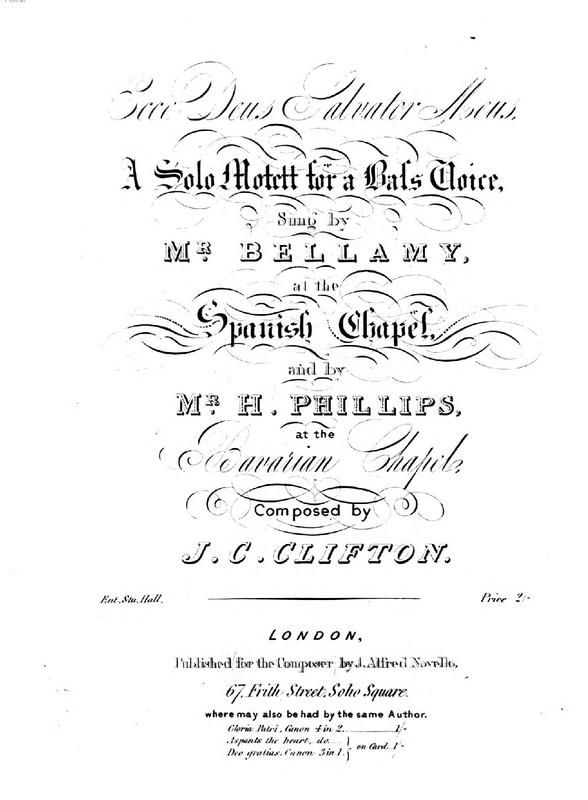 Ecce Deus Salvator Meus,
A Solo Motett for a Baſs Voice,
Sung by
MR. BELLAMY,
at the
Spanish Chapel,
and by
MR H. PHILLIPS,
at the
Bavarian Chapel,
Composed by
J. C. CLIFTON.
Ent. Sta. Hall. Price 2/-
LONDON,
Published for the Composer by J. Alfred Novello,
67, Frith Street, Soho Square.
where may also be had by the same Author.
Gloria Patri, Canon 4 in 2. 1/-
Aspants the heart, do.
Deo gratias. Canon 3 in 1. } on Card. 1/-